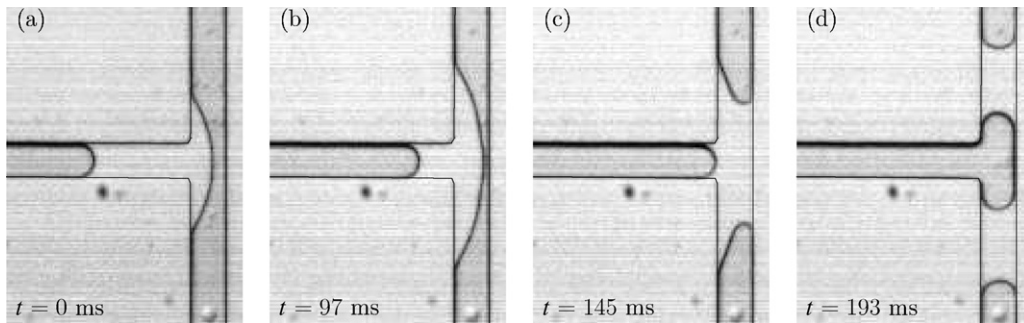 (a)
(b)
(c)
(d)
t = 0 ms
t = 97 ms
t = 145 ms
t = 193 ms